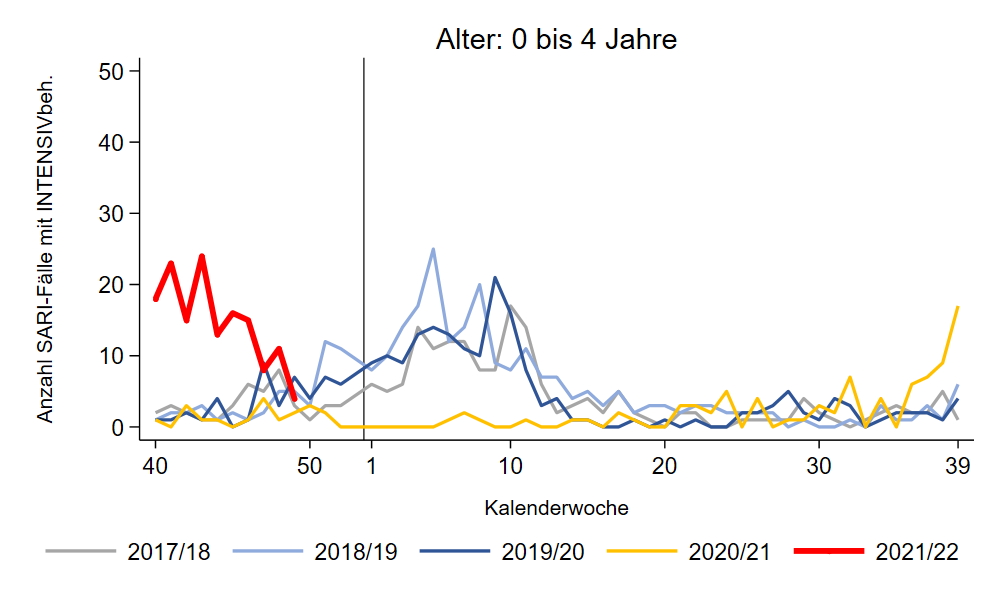 Alter: 0 bis 4 Jahre
Anzahl SARI-Fälle mit INTENSIVbeh.
50
40
30
20
10
0
40 50 1 10 20 30 39
Kalenderwoche
2017/18 2018/19 2019/20 2020/21 2021/22